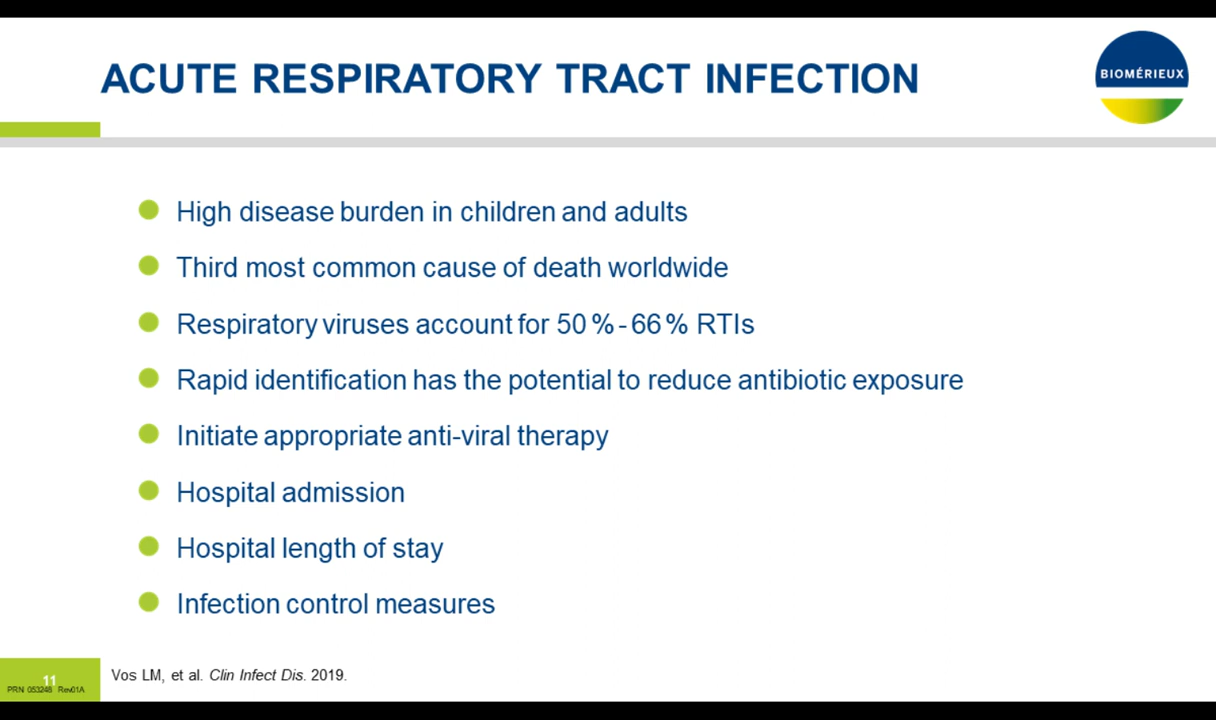 ACUTE RESPIRATORY TRACT INFECTION
BIOMÉRIEUX
High disease burden in children and adults
Third most common cause of death worldwide
Respiratory viruses account for 50 % - 66 % RTIs
Rapid identification has the potential to reduce antibiotic exposure
Initiate appropriate anti-viral therapy
Hospital admission
Hospital length of stay
Infection control measures
Vos LM, et al. Clin Infect Dis. 2019.
11
PRN 053248 Rev01A